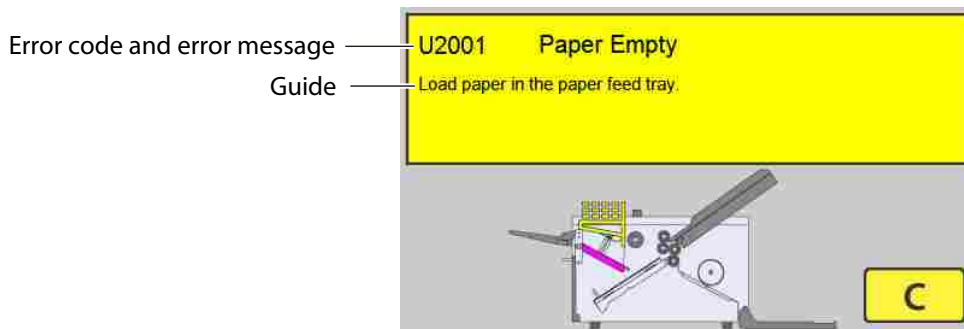 Error code and error message
U2001 Paper Empty
Guide
Load paper in the paper feed tray.
C